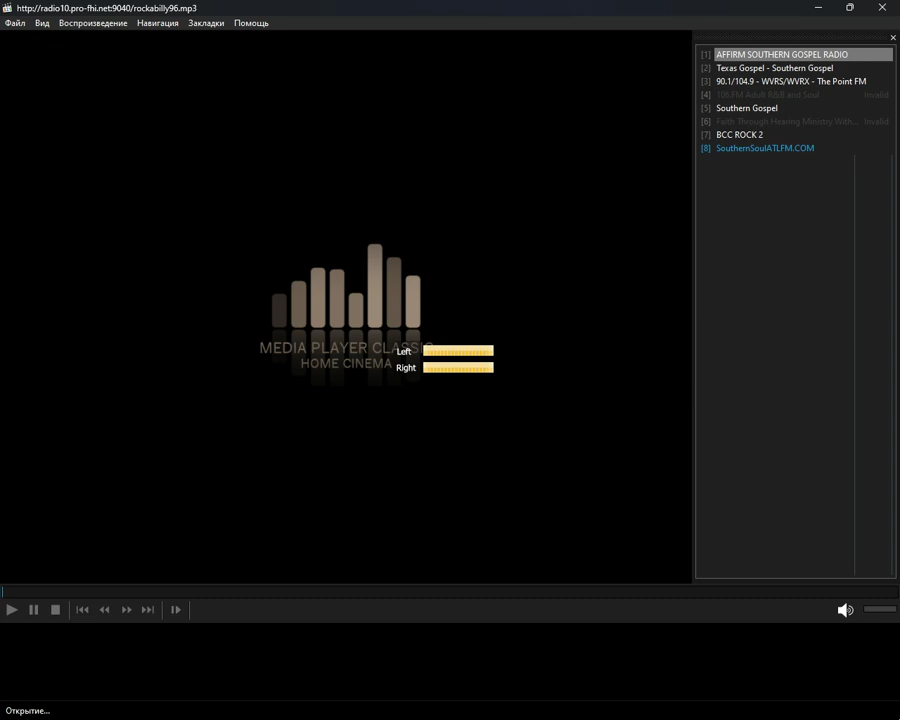 http://radio10.pro-fhi.net:9040/rockabilly96.mp3
Файл Вид Воспроизведение Навигация Закладки Помощь
[1] AFFIRM SOUTHERN GOSPEL RADIO
[2] Texas Gospel - Southern Gospel
[3] 90.1/104.9 - WVRS/WVRX - The Point FM
[4] 106.FM Adult R&B and Soul Invalid
[5] Southern Gospel
[6] Faith Through Hearing Ministry With... Invalid
[7] BCC ROCK 2
[8] SouthernSoulATLFM.COM
MEDIA PLAYER CLASSIC
HOME CINEMA
Left
Right
Открытие...